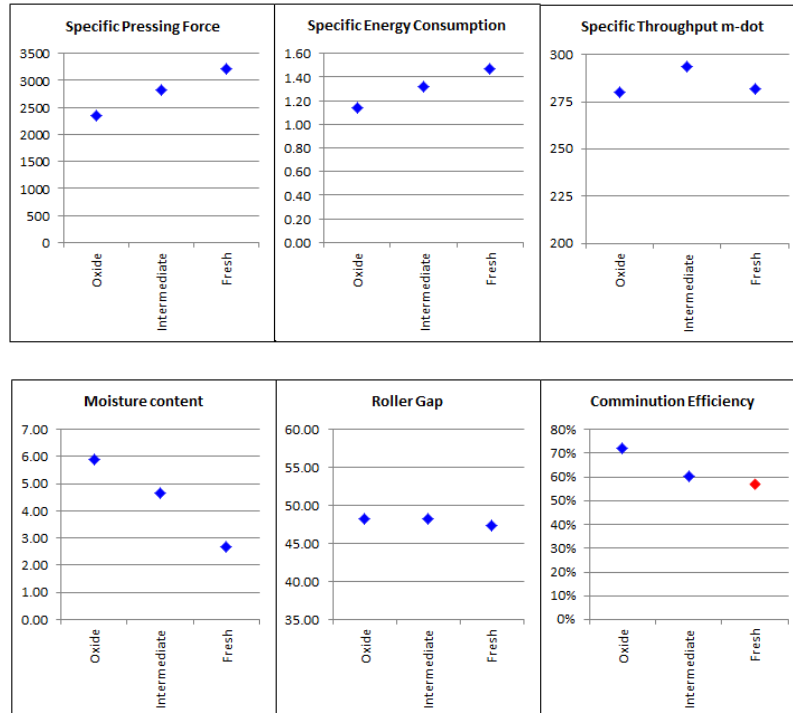 Specific Pressing Force
3500
3000
2500
2000
1500
1000
500
0
Oxide
Intermediate
Fresh
Specific Energy Consumption
1.60
1.40
1.20
1.00
0.80
0.60
0.40
0.20
0.00
Oxide
Intermediate
Fresh
Specific Throughput m-dot
300
275
250
225
200
Oxide
Intermediate
Fresh
Moisture content
7.00
6.00
5.00
4.00
3.00
2.00
1.00
0.00
Oxide
Intermediate
Fresh
Roller Gap
60.00
55.00
50.00
45.00
40.00
35.00
Oxide
Intermediate
Fresh
Comminution Efficiency
80%
70%
60%
50%
40%
30%
20%
10%
0%
Oxide
Intermediate
Fresh